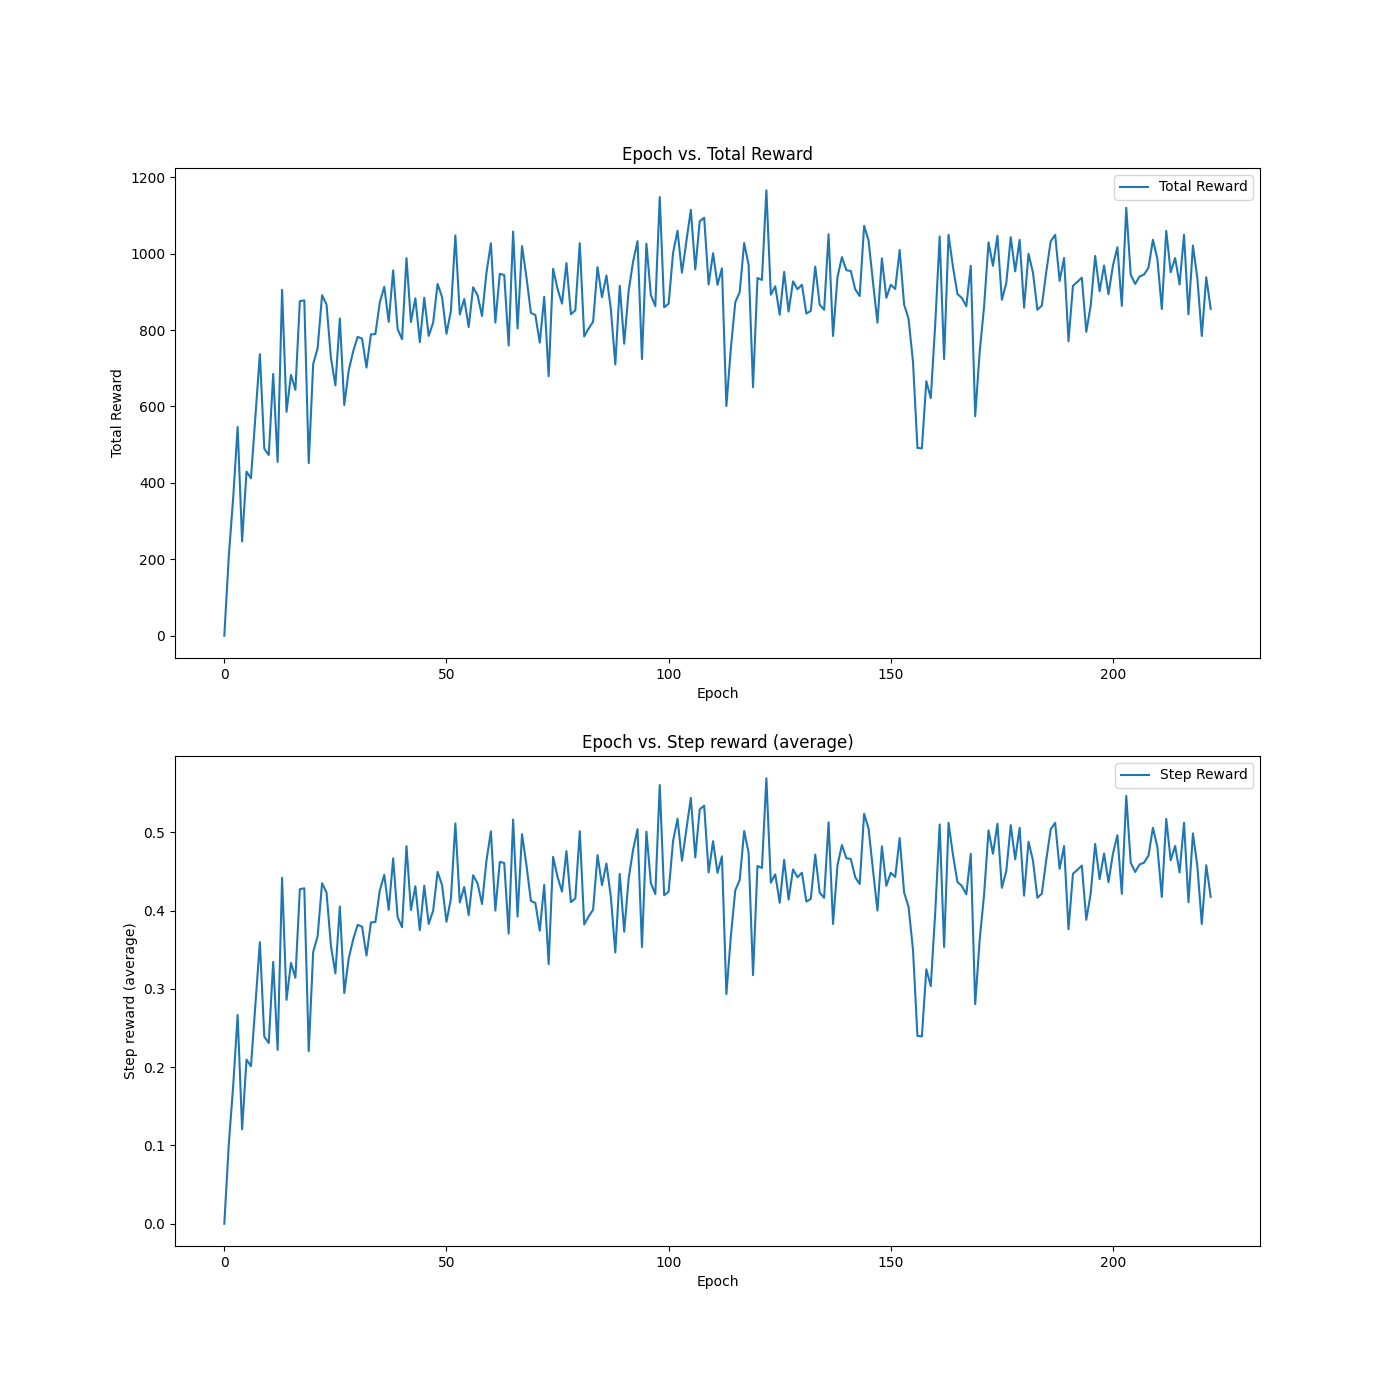 Epoch vs. Total Reward
Total Reward
1200
1000
800
600
400
200
0
Total Reward
0 50 100 150 200
Epoch
Epoch vs. Step reward (average)
Step Reward
0.5
0.4
0.3
0.2
0.1
0.0
Step reward (average)
0 50 100 150 200
Epoch